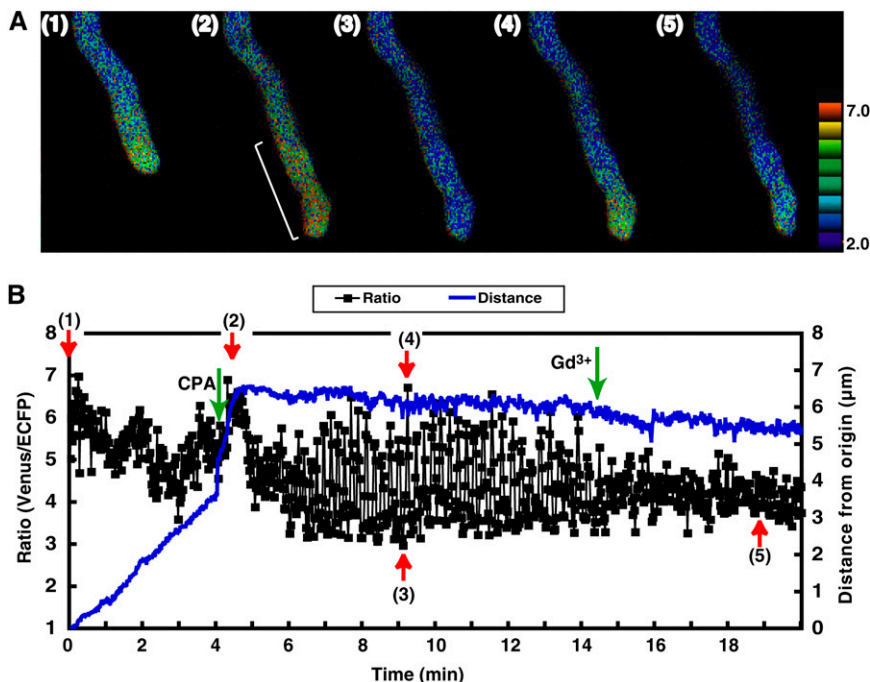 A
(1) (2) (3) (4) (5)
7.0
2.0
B
Ratio Distance
(1) (2) (4)
CPA Gd³⁺
(3) (5)
8 7 6 5 4 3 2 1
Ratio (Venus/ECFP)
8 7 6 5 4 3 2 1 0
Distance from origin (μm)
0 2 4 6 8 10 12 14 16 18
Time (min)